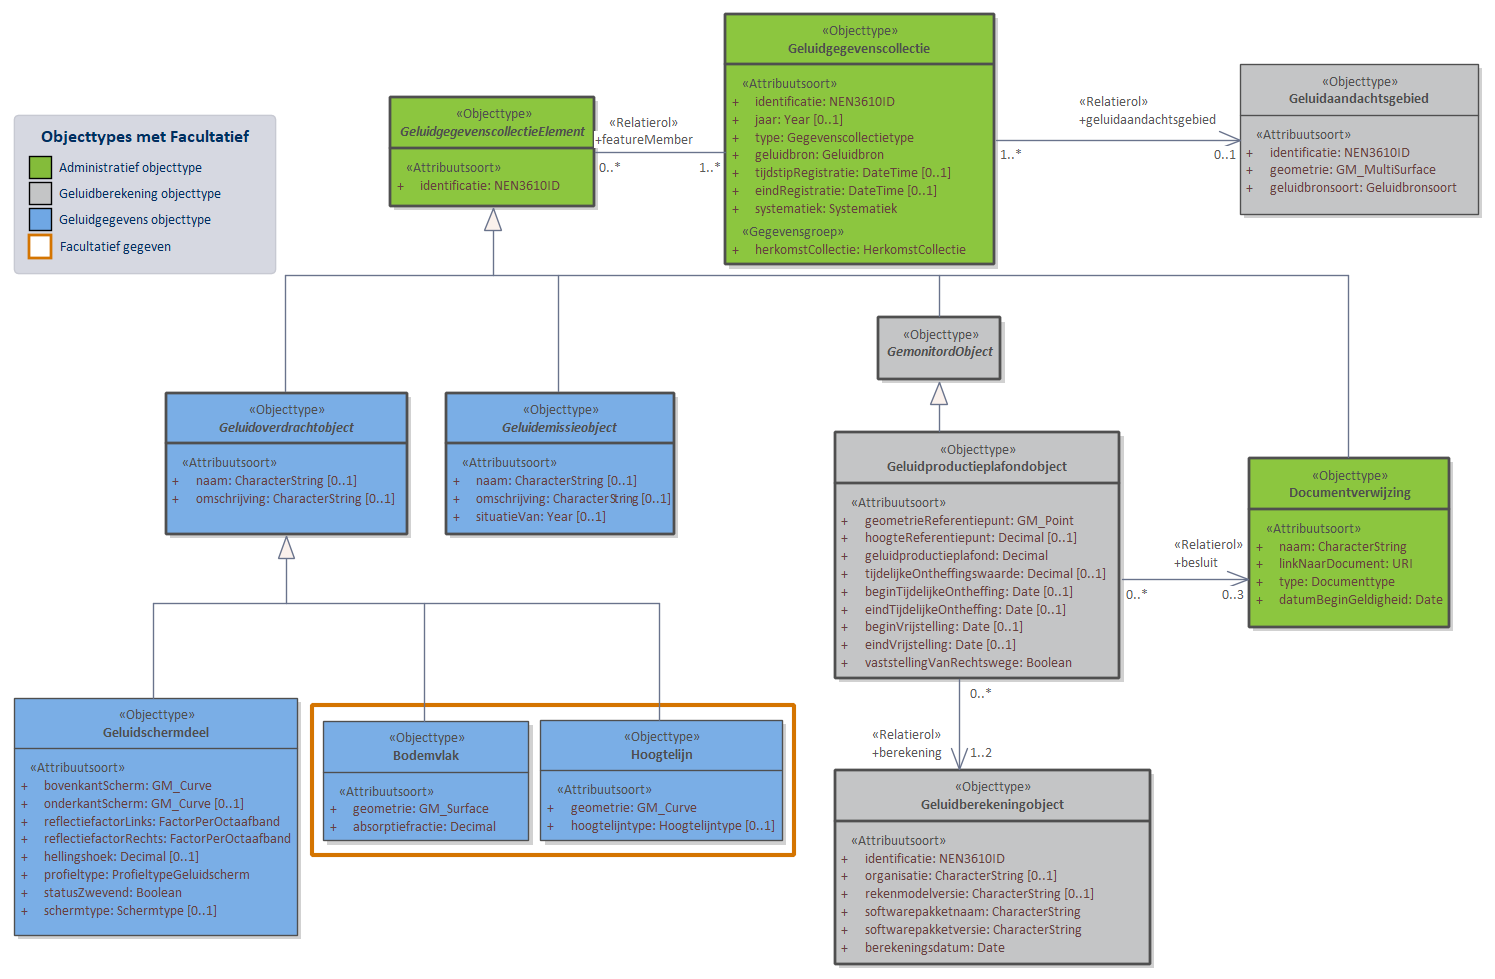 Objecttypes met Facultatief
Administratief objecttype
Geluidberekening objecttype
Geluidgegevens objecttype
Facultatief gegeven
«Objecttype»
GeluidgegevenscollectieElement
«Attribuutsoort»
+ identificatie: NEN3610ID
«Relatierol»
+featureMember
0..*
1..*
«Objecttype»
Geluidgegevenscollectie
«Attribuutsoort»
+ identificatie: NEN3610ID
+ jaar: Year [0..1]
+ type: Gegevenscollectietype
+ geluidbron: Geluidbron
+ tijdstipRegistratie: DateTime [0..1]
+ eindRegistratie: DateTime [0..1]
+ systematiek: Systematiek
«Gegevensgroep»
+ herkomstCollectie: HerkomstCollectie
«Relatierol»
+geluidaandachtsgebied
1..*
0..1
«Objecttype»
Geluidaandachtsgebied
«Attribuutsoort»
+ identificatie: NEN3610ID
+ geometrie: GM_MultiSurface
+ geluidbronsoort: Geluidbronsoort
«Objecttype»
GemonitordObject
«Objecttype»
Geluidoverdrachtobject
«Attribuutsoort»
+ naam: CharacterString [0..1]
+ omschrijving: CharacterString [0..1]
«Objecttype»
Geluidemissieobject
«Attribuutsoort»
+ naam: CharacterString [0..1]
+ omschrijving: CharacterString [0..1]
+ situatieVan: Year [0..1]
«Objecttype»
Geluidproductieplafondobject
«Attribuutsoort»
+ geometrieReferentiepunt: GM_Point
+ hoogteReferentiepunt: Decimal [0..1]
+ geluidproductieplafond: Decimal
+ tijdelijkeOntheffingswaarde: Decimal [0..1]
+ beginTijdelijkeOntheffing: Date [0..1]
+ eindTijdelijkeOntheffing: Date [0..1]
+ beginVrijstelling: Date [0..1]
+ eindVrijstelling: Date [0..1]
+ vaststellingVanRechtswege: Boolean
«Relatierol»
+besluit
0..*
0..3
«Objecttype»
Documentverwijzing
«Attribuutsoort»
+ naam: CharacterString
+ linkNaarDocument: URI
+ type: Documenttype
+ datumBeginGeldigheid: Date
«Objecttype»
Geluidschermdeel
«Attribuutsoort»
+ bovenkantScherm: GM_Curve
+ onderkantScherm: GM_Curve [0..1]
+ reflectiefactorLinks: FactorPerOctaafband
+ reflectiefactorRechts: FactorPerOctaafband
+ hellingshoek: Decimal [0..1]
+ profieltype: ProfieltypeGeluidscherm
+ statusZwevend: Boolean
+ schermtype: Schermtype [0..1]
«Objecttype»
Bodemvlak
«Attribuutsoort»
+ geometrie: GM_Surface
+ absorptiefractie: Decimal
«Objecttype»
Hoogtelijn
«Attribuutsoort»
+ geometrie: GM_Curve
+ hoogtelijntype: Hoogtelijntype [0..1]
0..*
«Relatierol»
+berekening
1..2
«Objecttype»
Geluidberekeningobject
«Attribuutsoort»
+ identificatie: NEN3610ID
+ organisatie: CharacterString [0..1]
+ rekenmodelversie: CharacterString [0..1]
+ softwarepakketnaam: CharacterString
+ softwarepakketversie: CharacterString
+ berekeningsdatum: Date